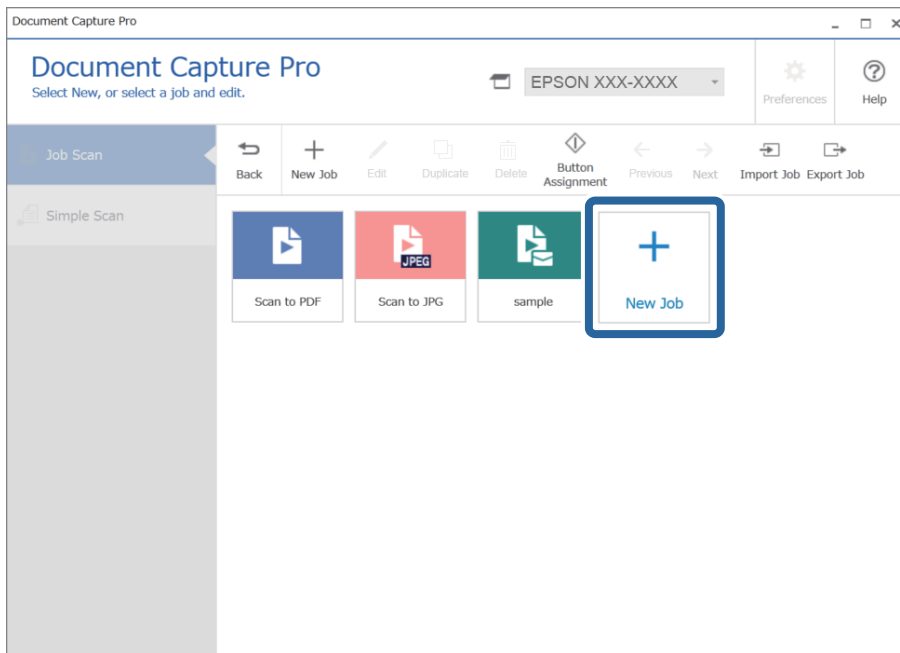 Document Capture Pro
Document Capture Pro
Select New, or select a job and edit.
EPSON XXX-XXXX
Preferences
Help
Job Scan
Simple Scan
Back
New Job
Edit
Duplicate
Delete
Button
Assignment
Previous
Next
Import Job
Export Job
Scan to PDF
JPEG
Scan to JPG
sample
New Job